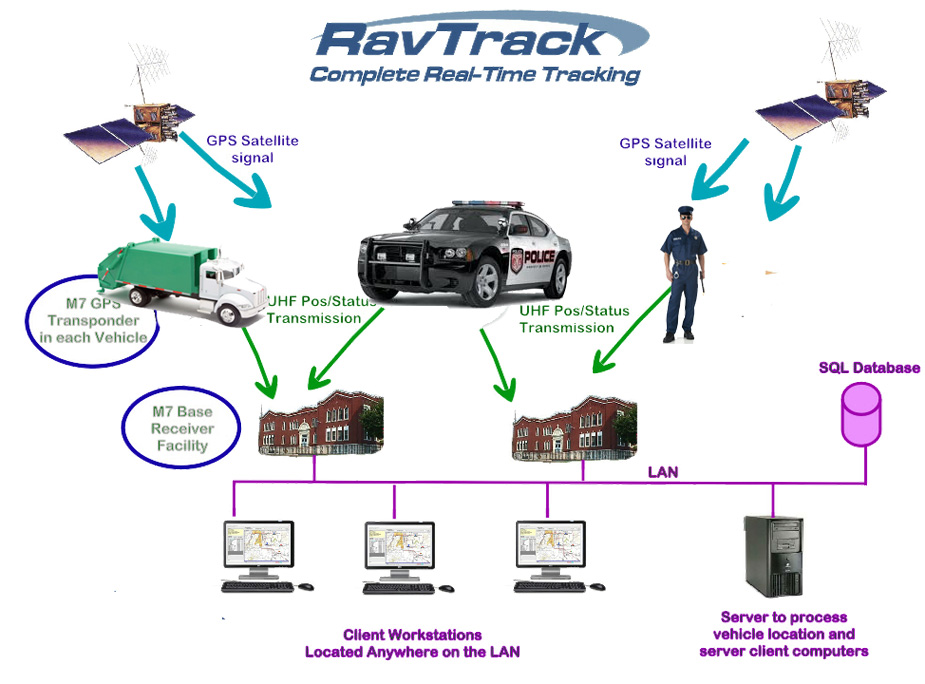 RavTrack
Complete Real-Time Tracking
GPS Satellite
signal
GPS Satellite
signal
POLICE
M7 GPS
Transponder
in each Vehicle
UHF Pos/Status
Transmission
UHF Pos/Status
Transmission
SQL Database
M7 Base
Receiver
Facility
LAN
Client Workstations
Located Anywhere on the LAN
Server to process
vehicle location and
server client computers